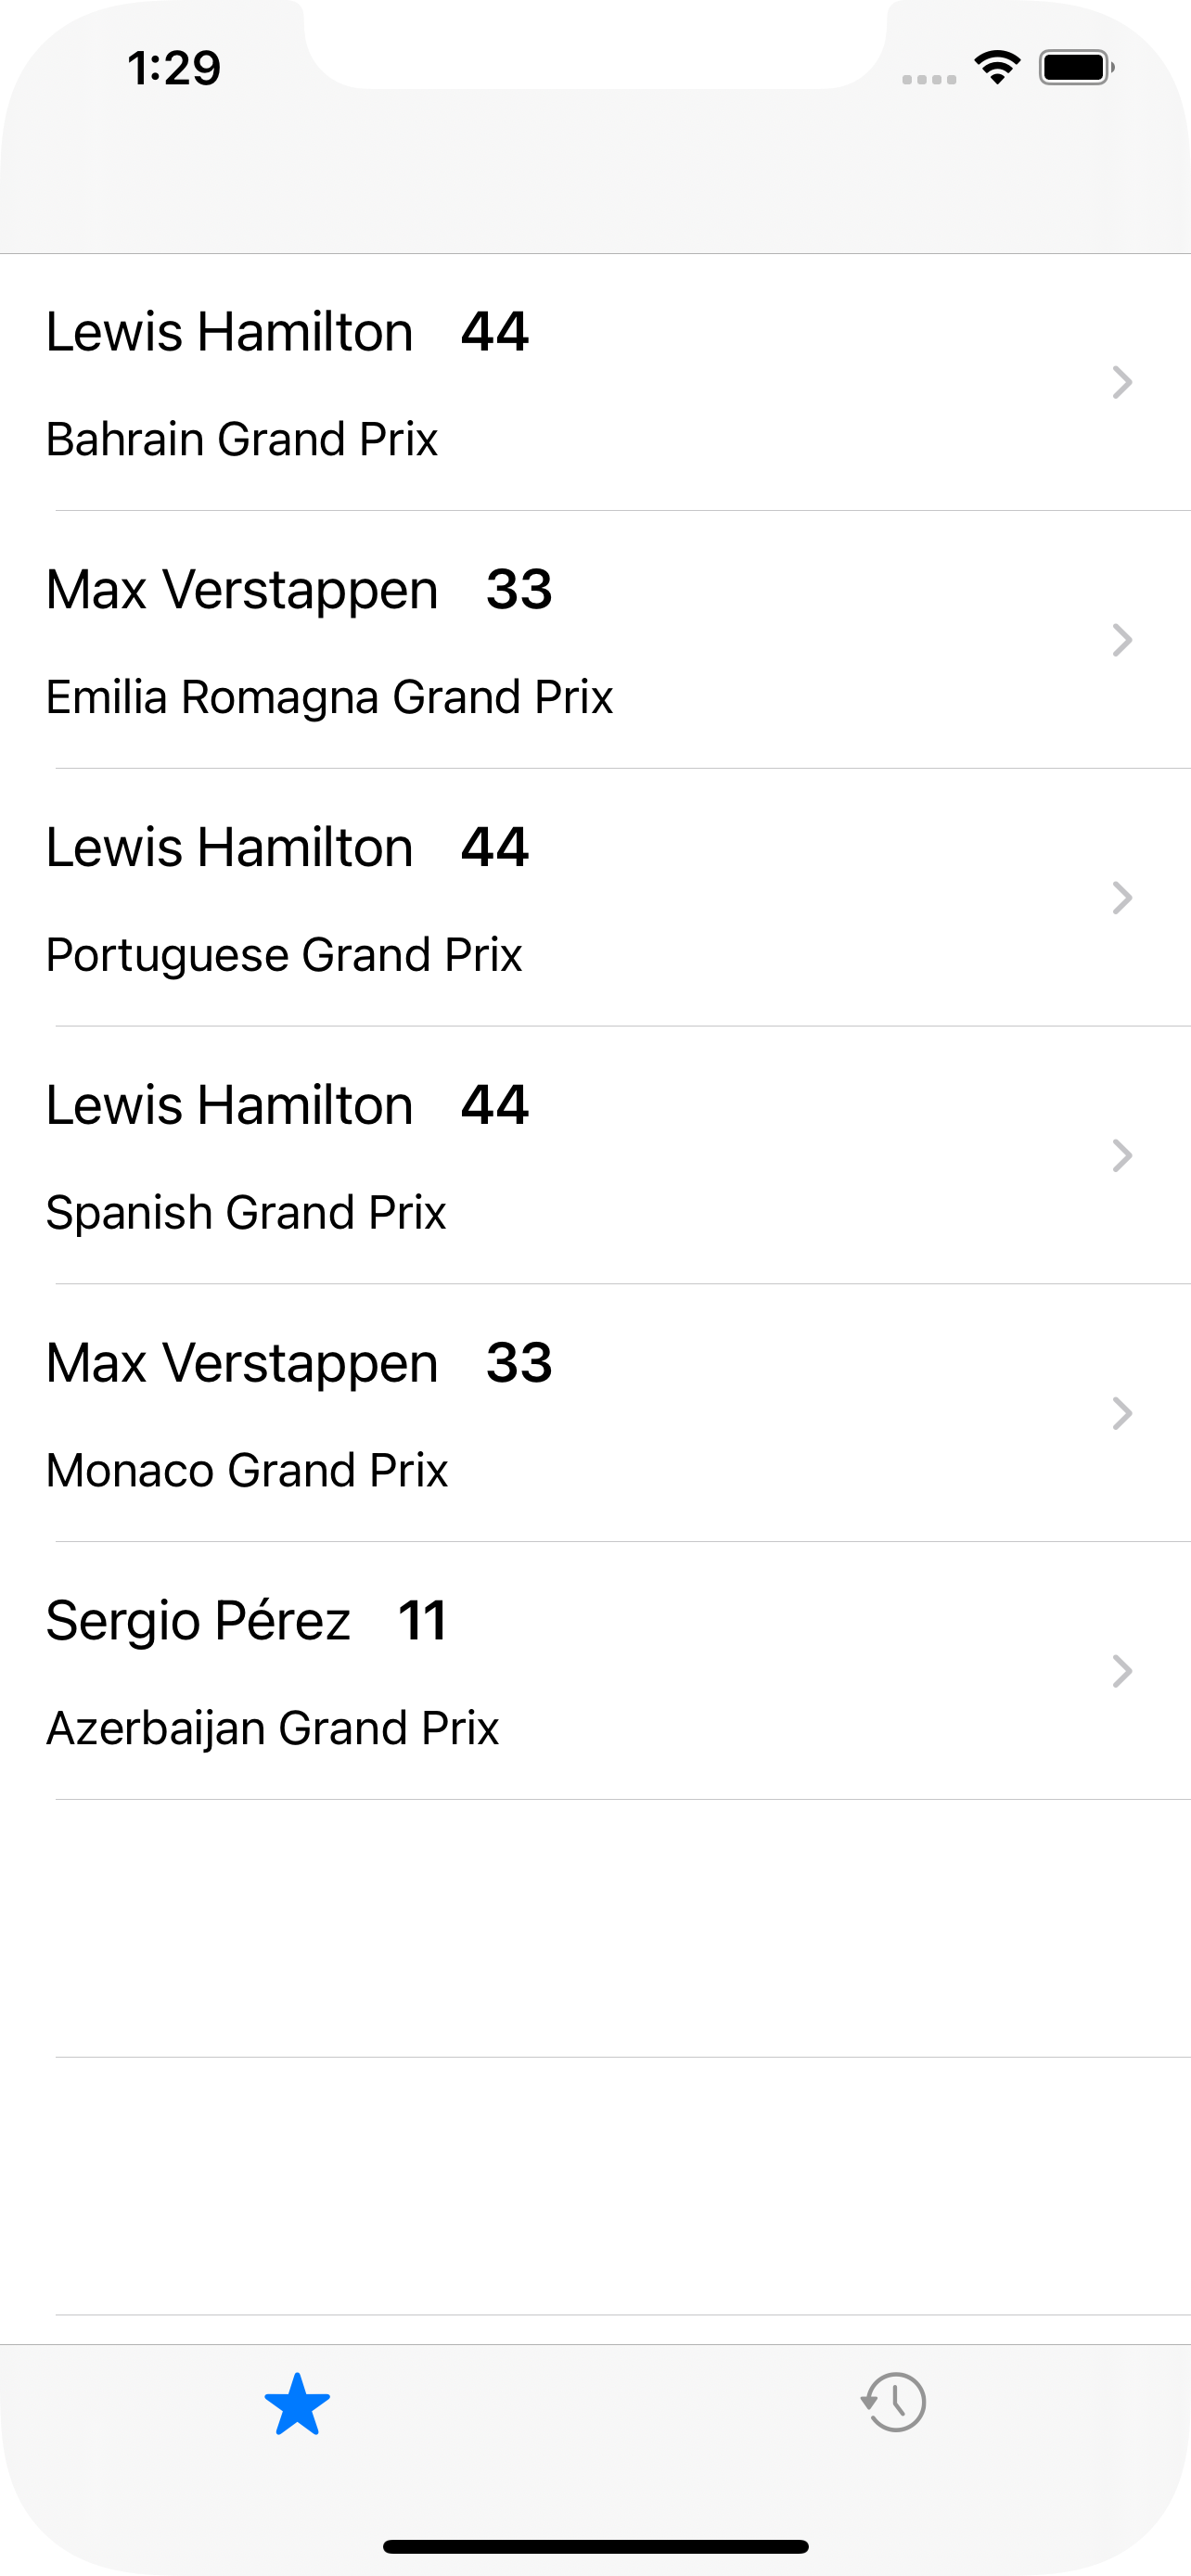 1:29
Lewis Hamilton 44
Bahrain Grand Prix
Max Verstappen 33
Emilia Romagna Grand Prix
Lewis Hamilton 44
Portuguese Grand Prix
Lewis Hamilton 44
Spanish Grand Prix
Max Verstappen 33
Monaco Grand Prix
Sergio Pérez 11
Azerbaijan Grand Prix